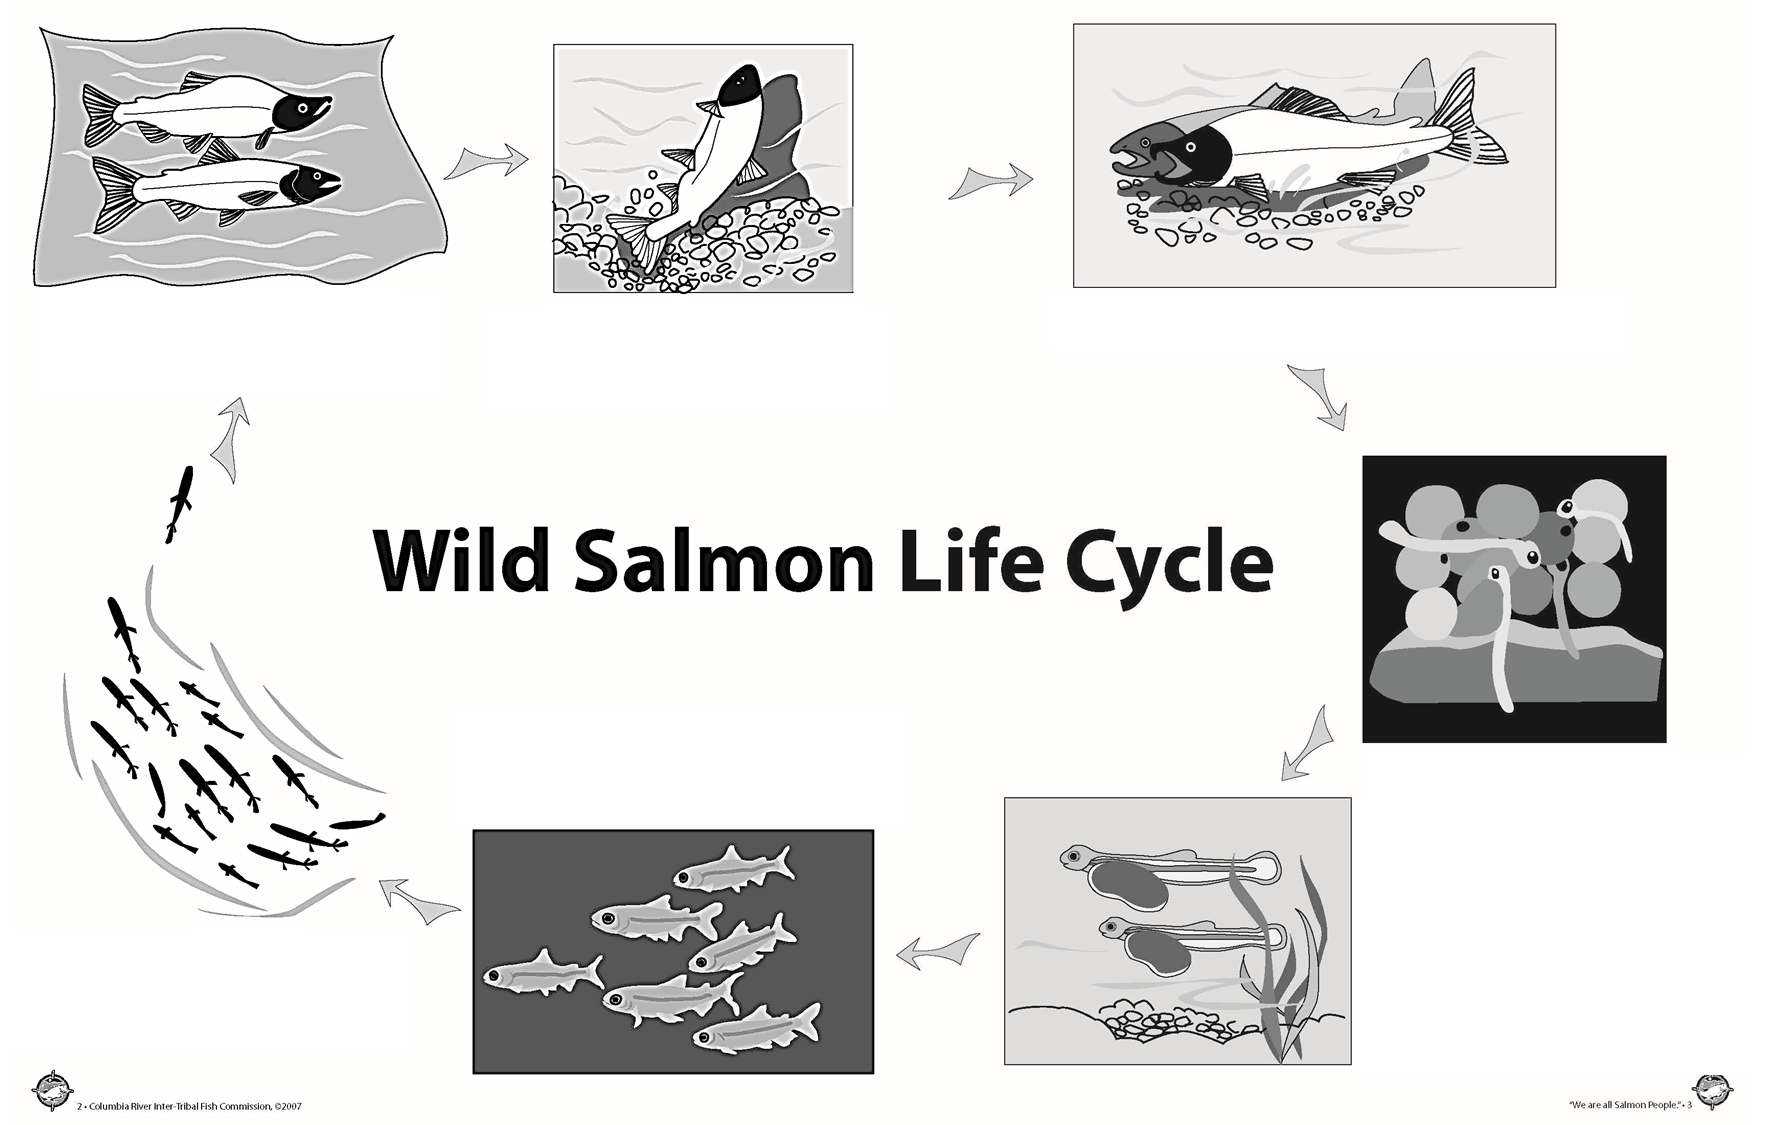 Wild Salmon Life Cycle
2 • Columbia River Inter-Tribal Fish Commission, ©2007
"We are all Salmon People." • 3